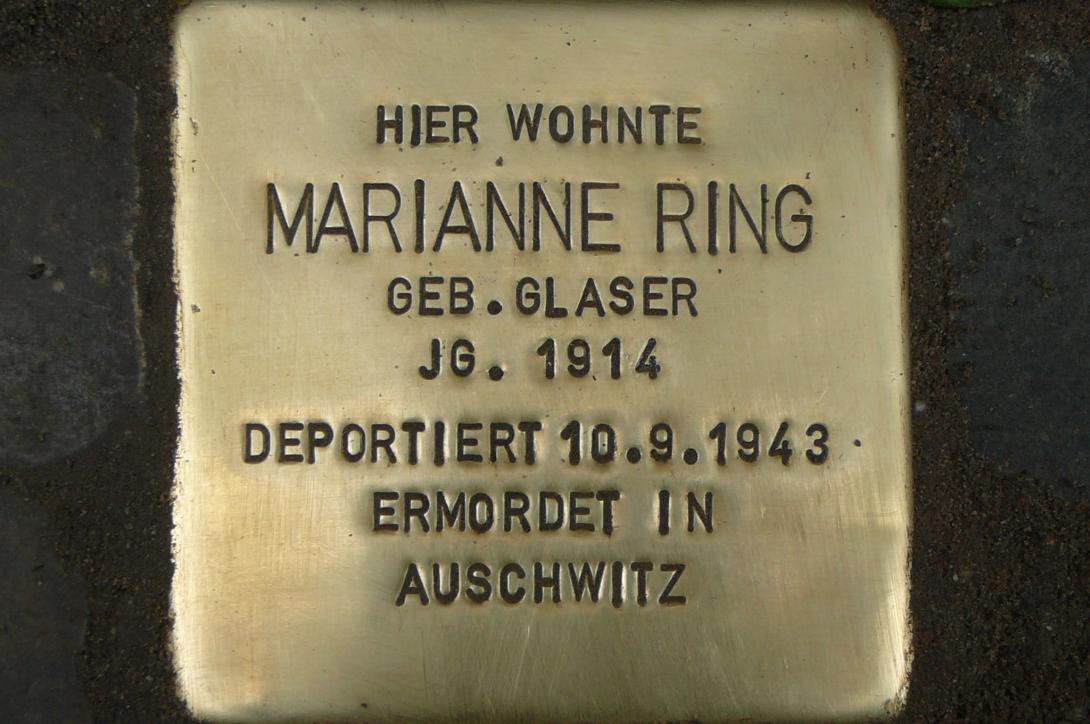 HIER WOHNTE
MARIANNE RING
GEB. GLASER
JG. 1914
DEPORTIERT 10.9.1943
ERMORDET IN
AUSCHWITZ